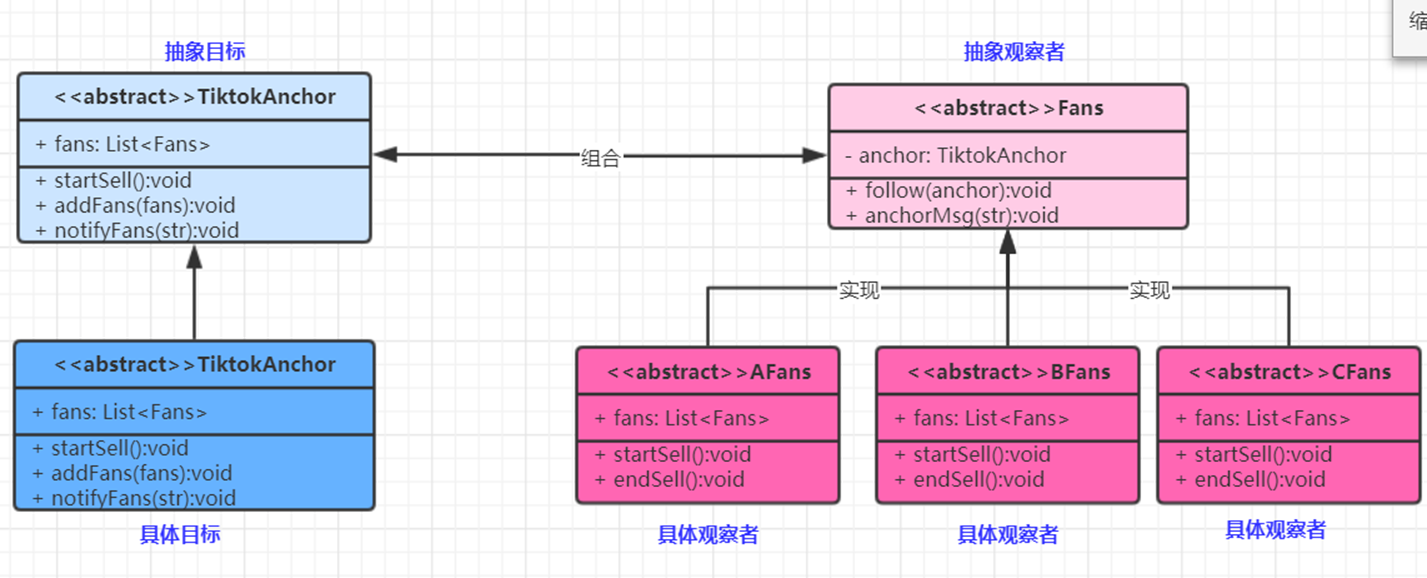 缩
抽象目标
<<abstract>>TiktokAnchor
+ fans: List<Fans>
+ startSell():void
+ addFans(fans):void
+ notifyFans(str):void
组合
抽象观察者
<<abstract>>Fans
- anchor: TiktokAnchor
+ follow(anchor):void
+ anchorMsg(str):void
实现
实现
<<abstract>>TiktokAnchor
+ fans: List<Fans>
+ startSell():void
+ addFans(fans):void
+ notifyFans(str):void
具体目标
<<abstract>>AFans
+ fans: List<Fans>
+ startSell():void
+ endSell():void
具体观察者
<<abstract>>BFans
+ fans: List<Fans>
+ startSell():void
+ endSell():void
具体观察者
<<abstract>>CFans
+ fans: List<Fans>
+ startSell():void
+ endSell():void
具体观察者